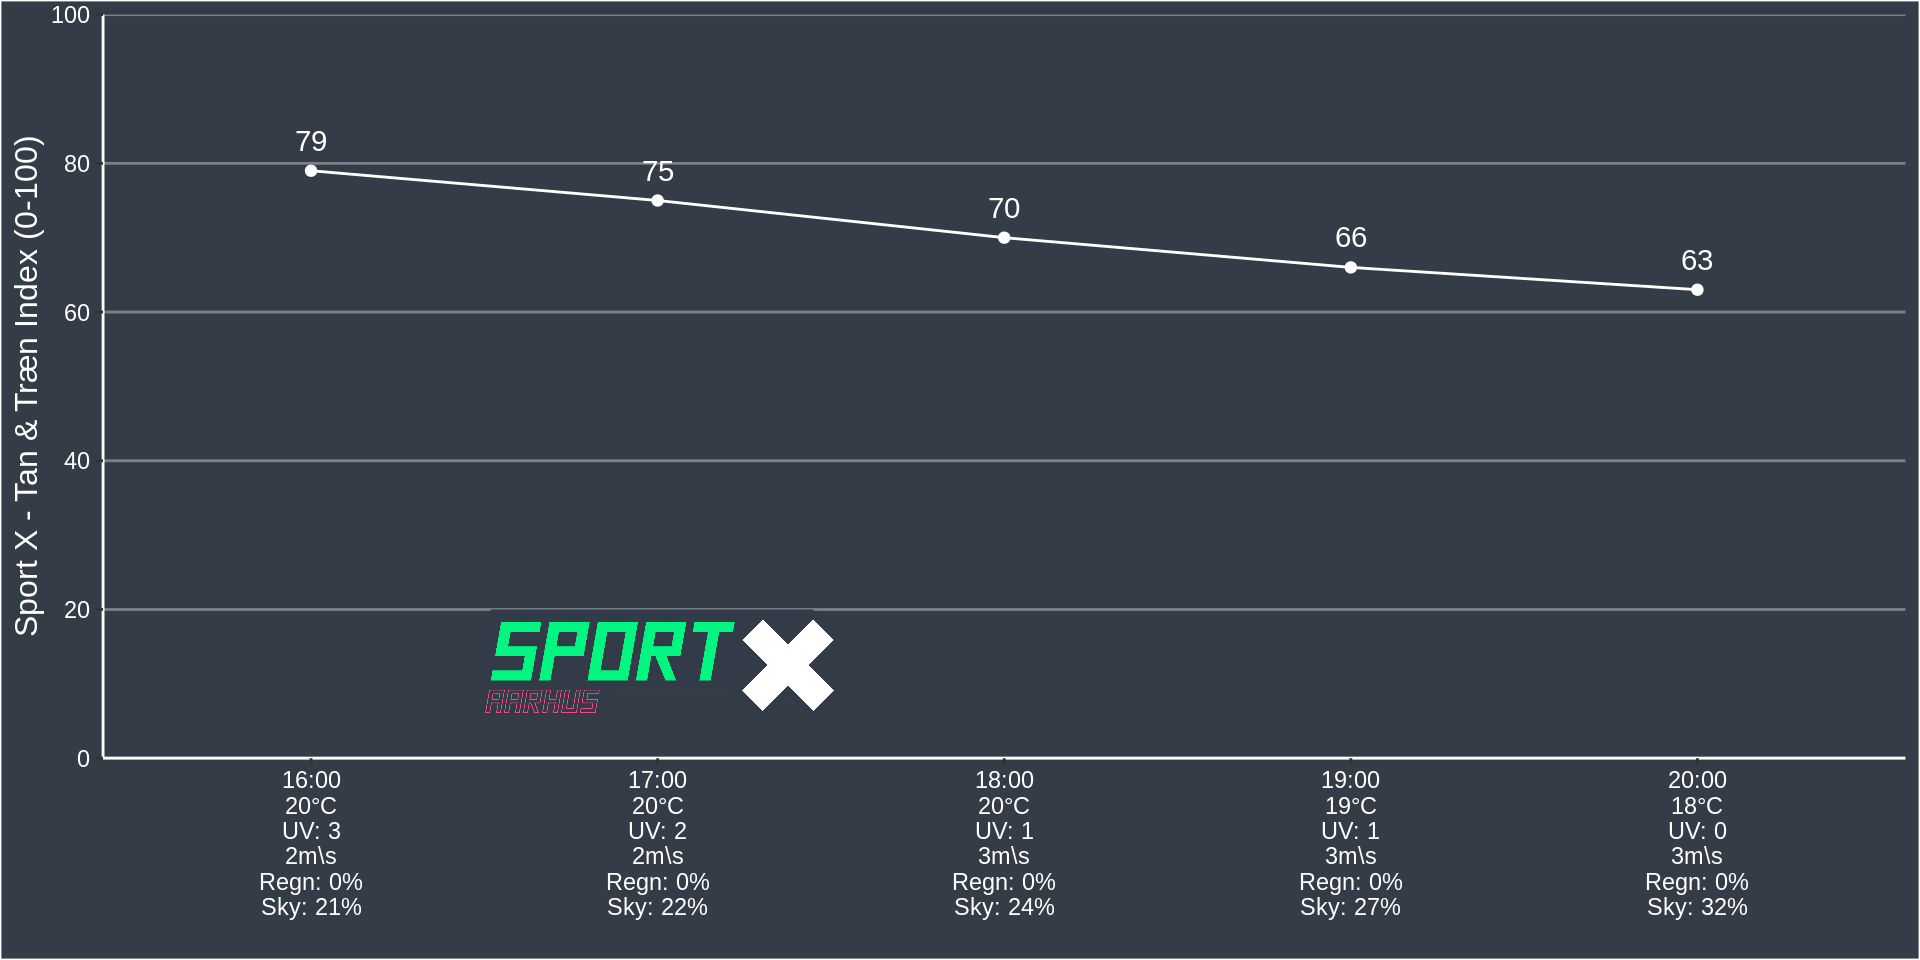 100
80
60
40
20
0
Sport X - Tan & Træn Index (0-100)
79
75
70
66
63
SPORT X
AARHUS
16:00
20°C
UV: 3
2m\s
Regn: 0%
Sky: 21%
17:00
20°C
UV: 2
2m\s
Regn: 0%
Sky: 22%
18:00
20°C
UV: 1
3m\s
Regn: 0%
Sky: 24%
19:00
19°C
UV: 1
3m\s
Regn: 0%
Sky: 27%
20:00
18°C
UV: 0
3m\s
Regn: 0%
Sky: 32%